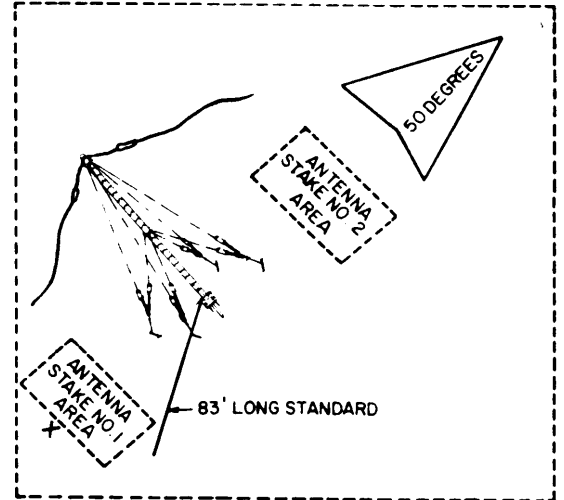 50 DEGREES
ANTENNA
STAKE NO. 2
AREA
ANTENNA
STAKE NO. 1
AREA
X
83' LONG STANDARD